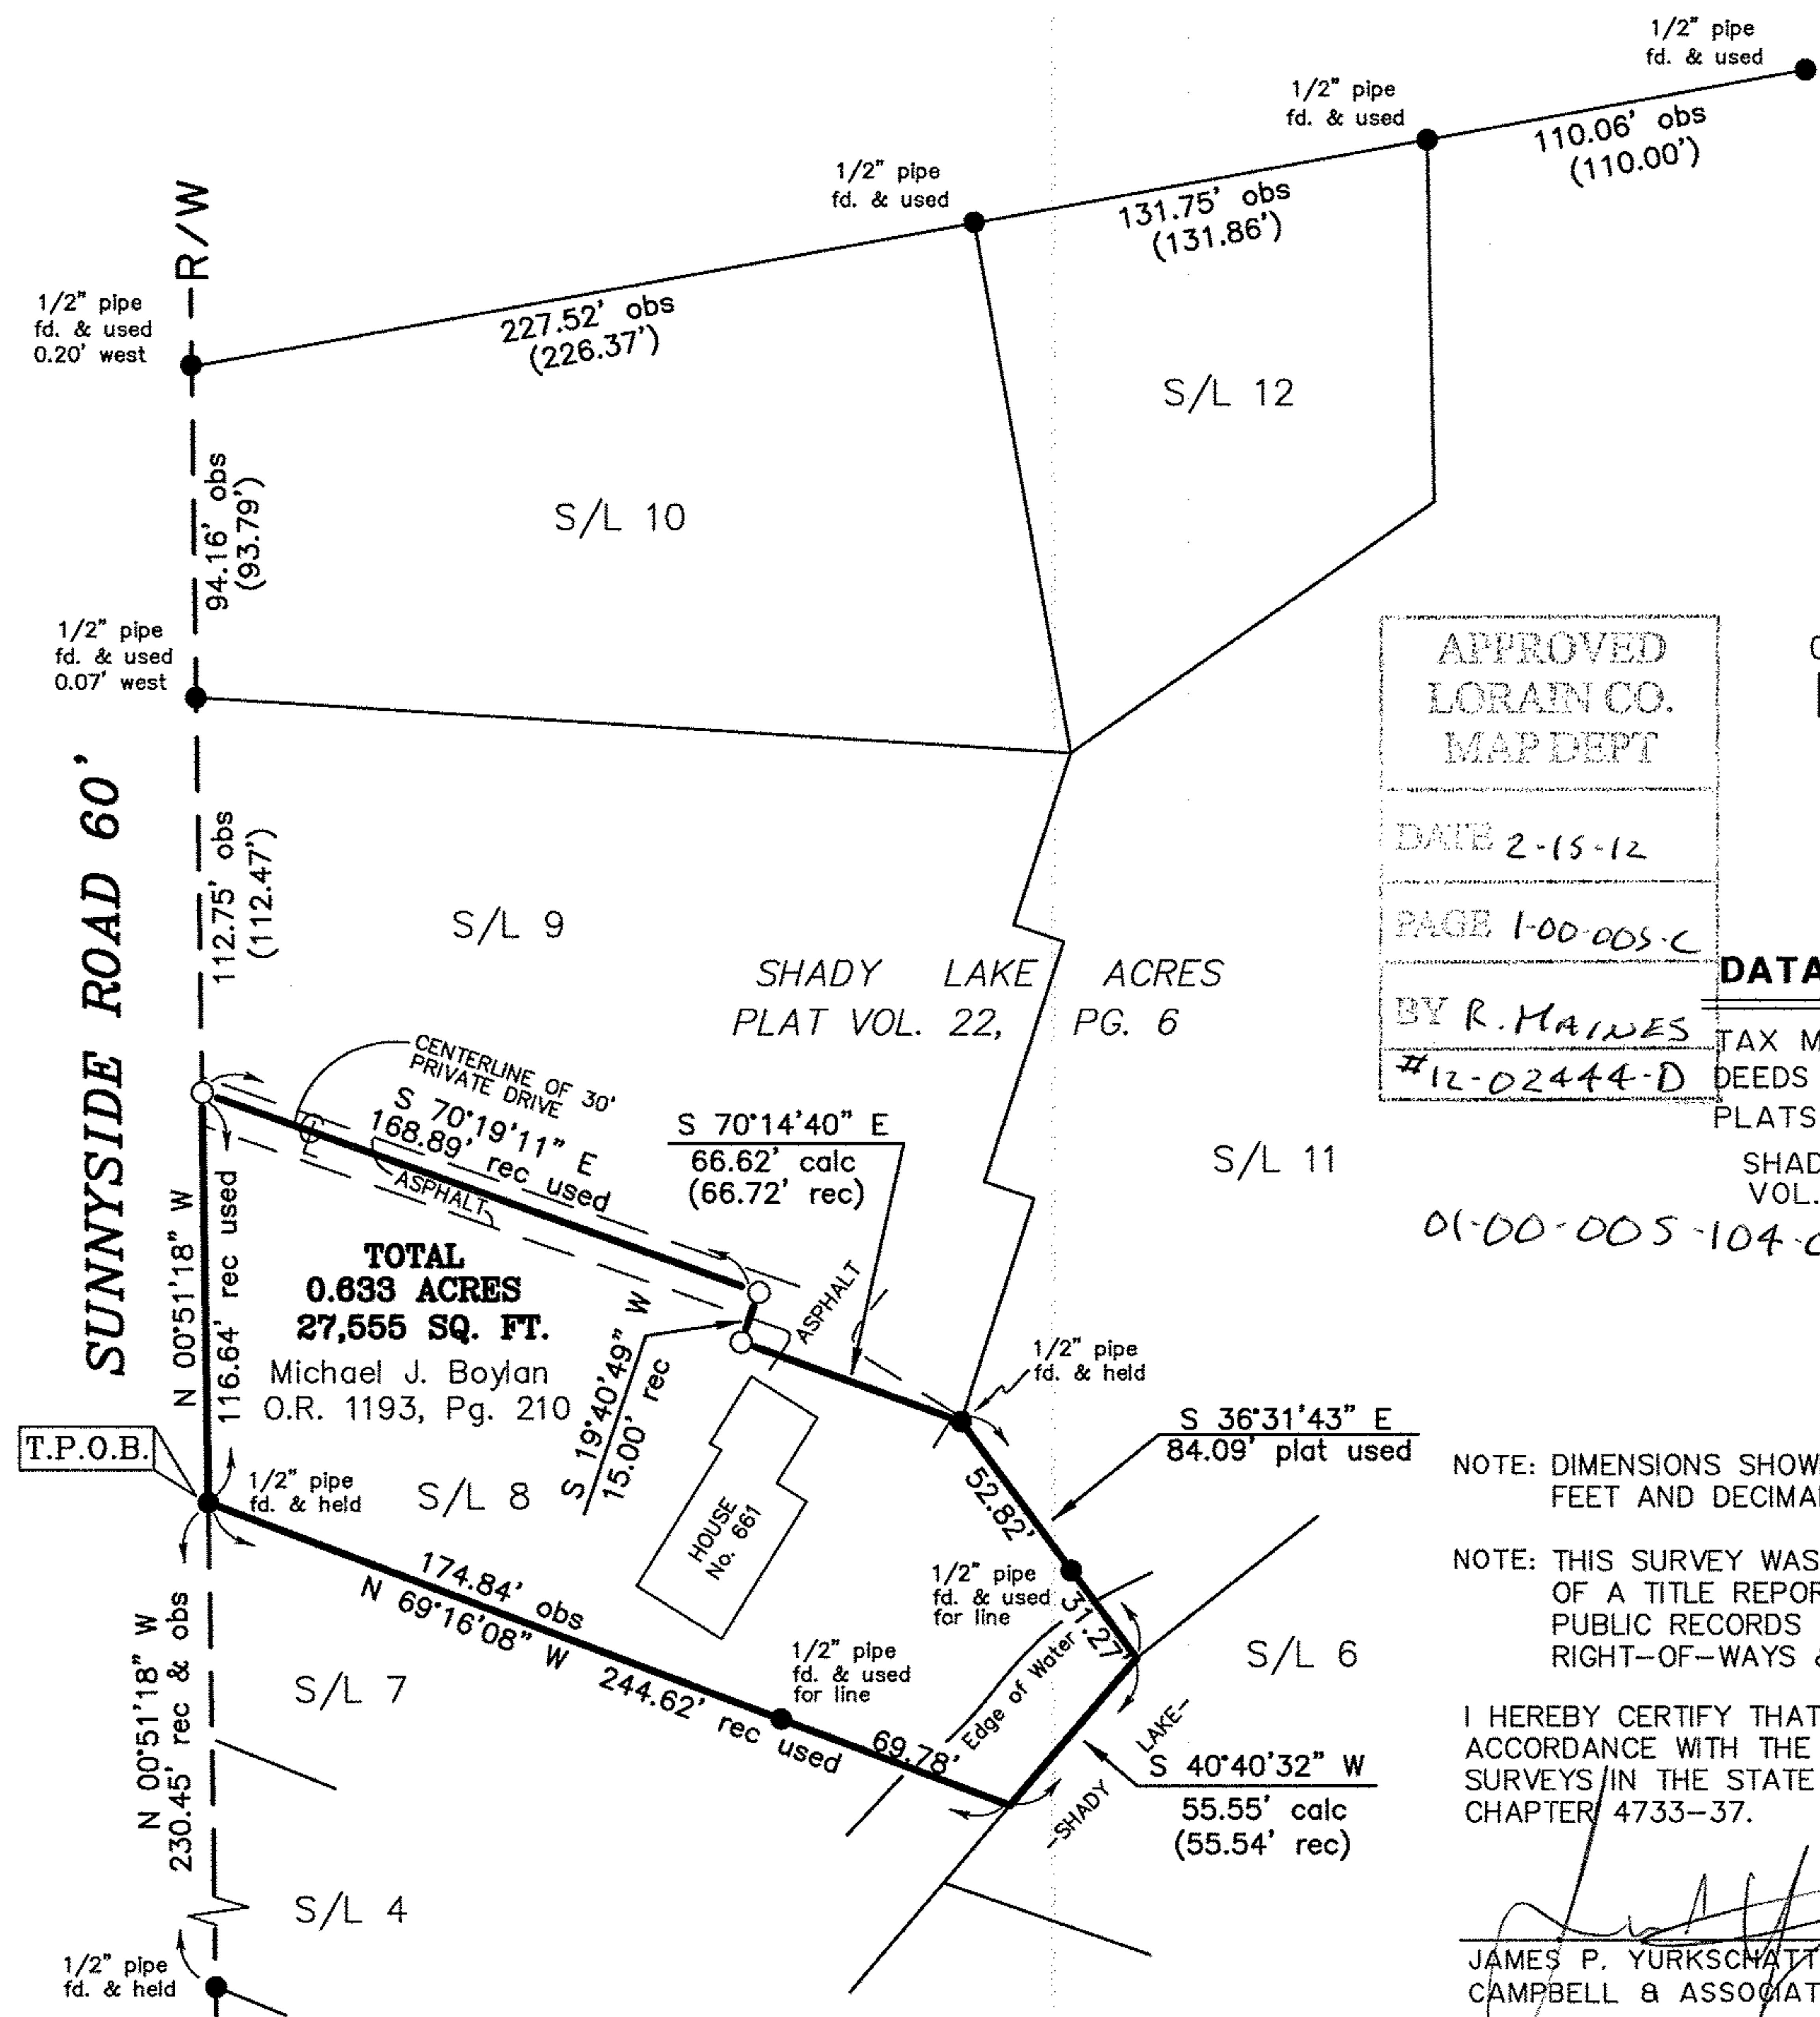 1/2" pipe
fd. & used
1/2" pipe
fd. & used
1/2" pipe
fd. & used
110.06' obs
(110.00')
131.75' obs
(131.86')
R/W
1/2" pipe
fd. & used
0.20' west
227.52' obs
(226.37')
S/L 12
94.16' obs
(93.79')
S/L 10
1/2" pipe
fd. & used
0.07' west
APPROVED
LORAIN CO.
MAP DEPT
DATE 2-15-12
PAGE 1-00-005-C
BY R. MAINES
#12-02444-D
DATA
TAX M
DEEDS
PLATS
SHAD
VOL.
01-00-005-104-0
SUNNYSIDE ROAD 60'
112.75' obs
(112.47')
S/L 9
SHADY LAKE ACRES
PLAT VOL. 22, PG. 6
CENTERLINE OF 30'
PRIVATE DRIVE
S 70°19'11" E
168.89' rec used
CL
ASPHALT
S 70°14'40" E
66.62' calc
(66.72' rec)
S/L 11
N 00°51'18" W
116.64' rec used
TOTAL
0.633 ACRES
27,555 SQ. FT.
Michael J. Boylan
O.R. 1193, Pg. 210
S 19°40'49" W
15.00' rec
ASPHALT
1/2" pipe
fd. & held
S 36°31'43" E
84.09' plat used
T.P.O.B.
1/2" pipe
fd. & held
S/L 8
HOUSE
No. 661
52.82'
1/2" pipe
fd. & used
for line
31.27'
174.84' obs
N 69°16'08" W 244.62' rec used
1/2" pipe
fd. & used
for line
69.78'
Edge of Water
S/L 6
-SHADY LAKE-
S 40°40'32" W
55.55' calc
(55.54' rec)
N 00°51'18" W
230.45' rec & obs
S/L 7
S/L 4
1/2" pipe
fd. & held
NOTE: DIMENSIONS SHOW
FEET AND DECIMA
NOTE: THIS SURVEY WAS
OF A TITLE REPOR
PUBLIC RECORDS
RIGHT-OF-WAYS &
I HEREBY CERTIFY THAT
ACCORDANCE WITH THE
SURVEYS IN THE STATE
CHAPTER 4733-37.
JAMES P. YURKSCHATT
CAMPBELL & ASSOCIAT